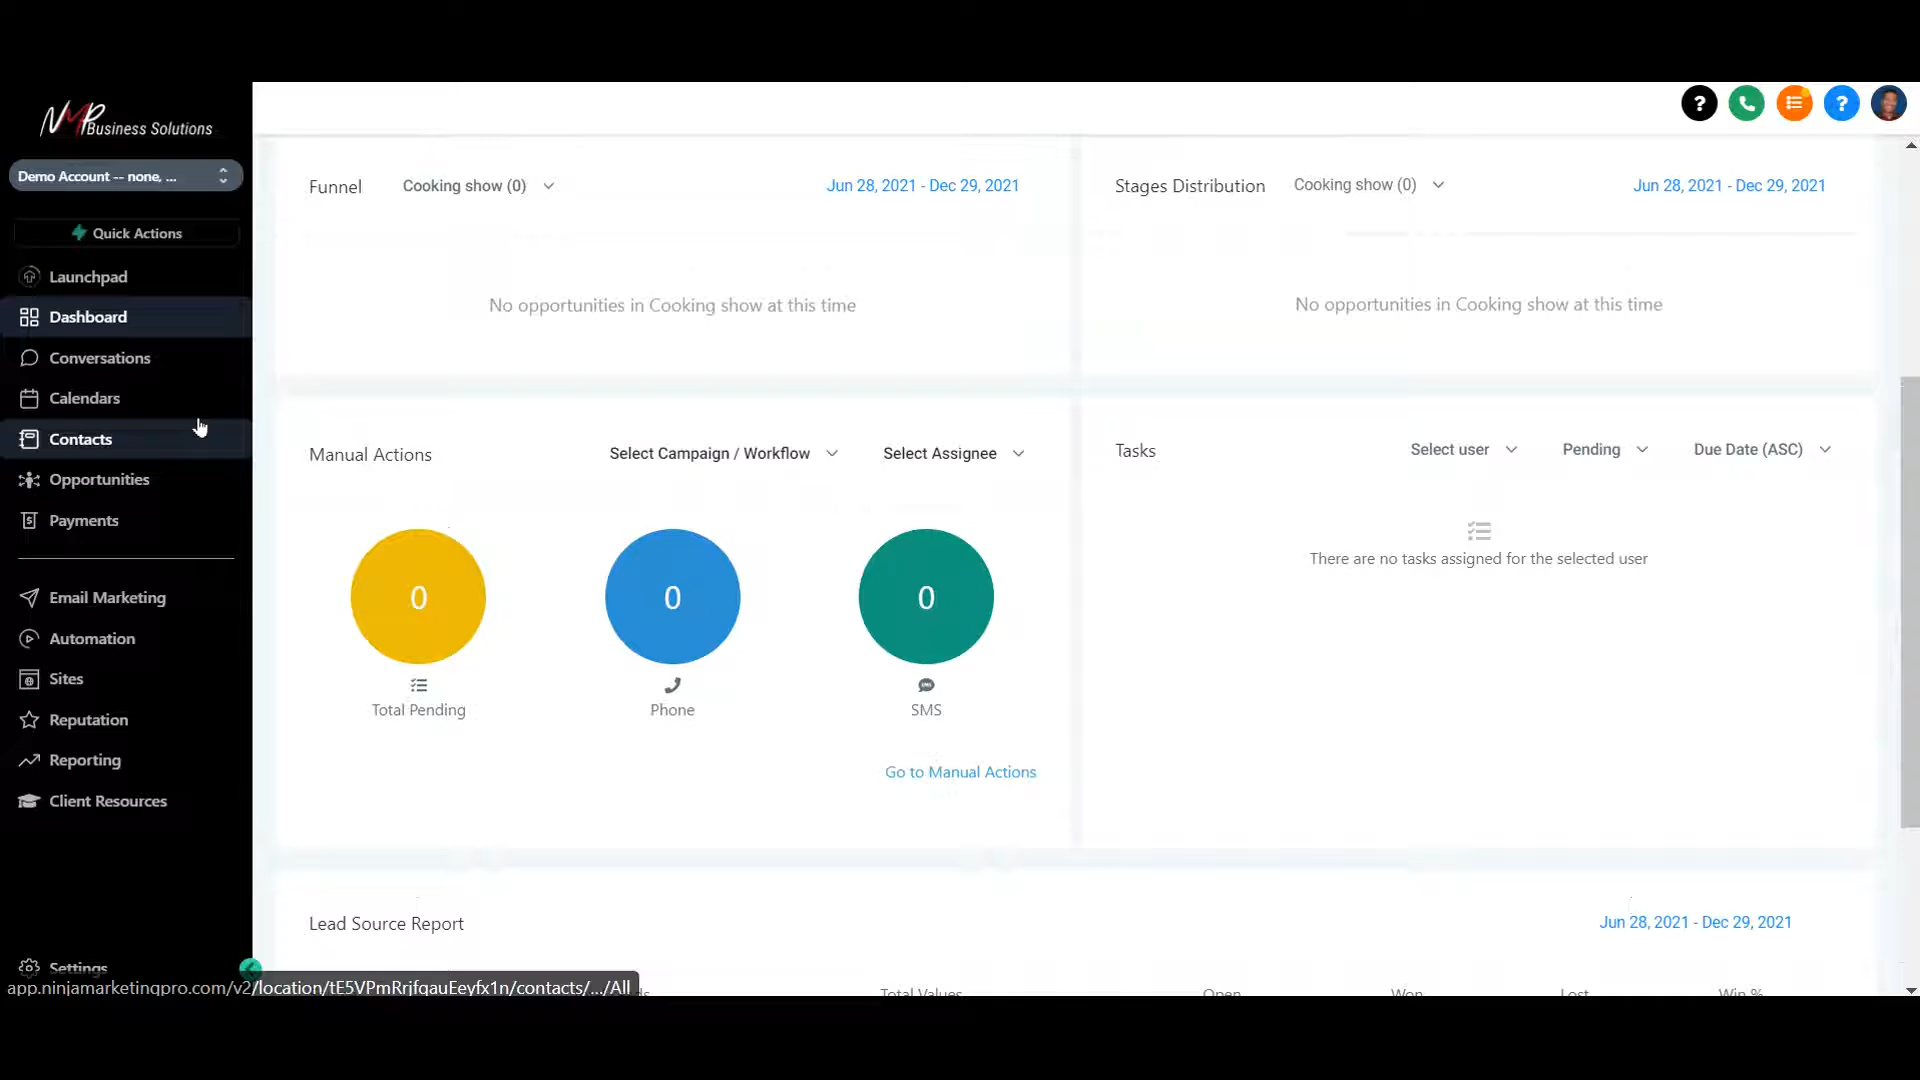 NMP Business Solutions
Demo Account -- none, ...
Quick Actions
Launchpad
Dashboard
Conversations
Calendars
Contacts
Opportunities
Payments
Email Marketing
Automation
Sites
Reputation
Reporting
Client Resources
Settings
app.ninjamarketingpro.com/v2/location/tE5VPmRrjfqauEeyfx1n/contacts/.../All
? ?
Funnel Cooking show (0) Jun 28, 2021 - Dec 29, 2021
No opportunities in Cooking show at this time
Stages Distribution Cooking show (0) Jun 28, 2021 - Dec 29, 2021
No opportunities in Cooking show at this time
Manual Actions Select Campaign / Workflow Select Assignee
0 0 0
SMS
Total Pending Phone SMS
Go to Manual Actions
Tasks Select user Pending Due Date (ASC)
There are no tasks assigned for the selected user
Lead Source Report Jun 28, 2021 - Dec 29, 2021
Total Values Open Won Lost Win %